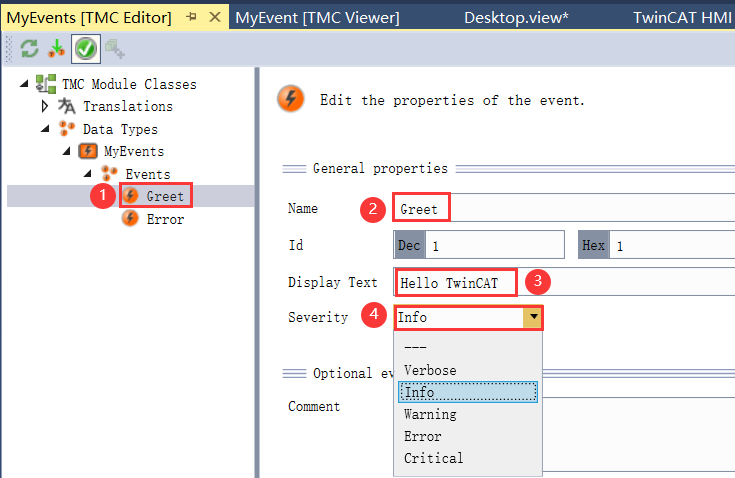 MyEvents [TMC Editor] MyEvent [TMC Viewer] Desktop.view* TwinCAT HMI
TMC Module Classes
Translations
Data Types
MyEvents
Events
1 Greet
Error
Edit the properties of the event.
General properties
Name 2 Greet
Id Dec 1 Hex 1
Display Text Hello TwinCAT 3
Severity 4 Info
---
Verbose
Info
Warning
Error
Critical
Optional ev
Comment